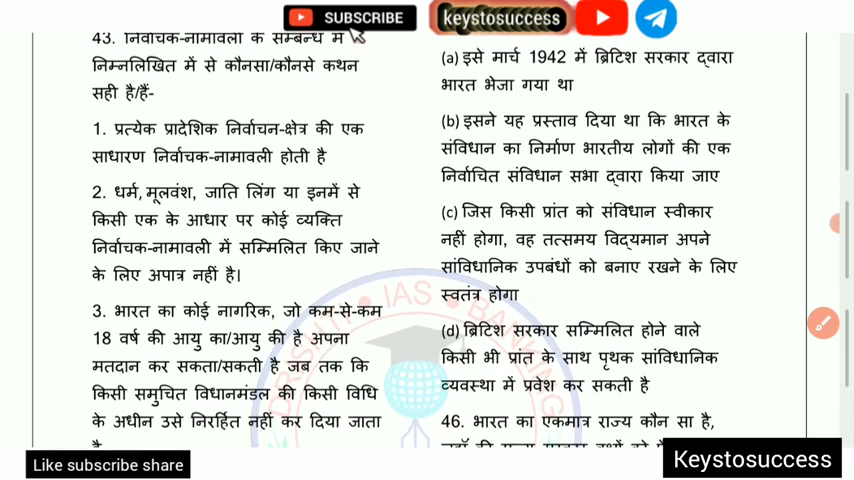 SUBSCRIBE
keystosuccess
43. निर्वाचक-नामावली के सम्बन्ध में
निम्नलिखित में से कौनसा/कौनसे कथन
सही है/हैं-
1. प्रत्येक प्रादेशिक निर्वाचन-क्षेत्र की एक
साधारण निर्वाचक-नामावली होती है
2. धर्म, मूलवंश, जाति लिंग या इनमें से
किसी एक के आधार पर कोई व्यक्ति
निर्वाचक-नामावली में सम्मिलित किए जाने
के लिए अपात्र नहीं है।
3. भारत का कोई नागरिक, जो कम-से-कम
18 वर्ष की आयु का/आयु की है अपना
मतदान कर सकता/सकती है जब तक कि
किसी समुचित विधानमंडल की किसी विधि
के अधीन उसे निरर्हित नहीं कर दिया जाता
(a) इसे मार्च 1942 में ब्रिटिश सरकार द्वारा
भारत भेजा गया था
(b) इसने यह प्रस्ताव दिया था कि भारत के
संविधान का निर्माण भारतीय लोगों की एक
निर्वाचित संविधान सभा द्वारा किया जाए
(c) जिस किसी प्रांत को संविधान स्वीकार
नहीं होगा, वह तत्समय विद्यमान अपने
सांविधानिक उपबंधों को बनाए रखने के लिए
स्वतंत्र होगा
(d) ब्रिटिश सरकार सम्मिलित होने वाले
किसी भी प्रांत के साथ पृथक सांविधानिक
व्यवस्था में प्रवेश कर सकती है
46. भारत का एकमात्र राज्य कौन सा है,
DRISHTI • IAS • BANKING
Like subscribe share
Keystosuccess